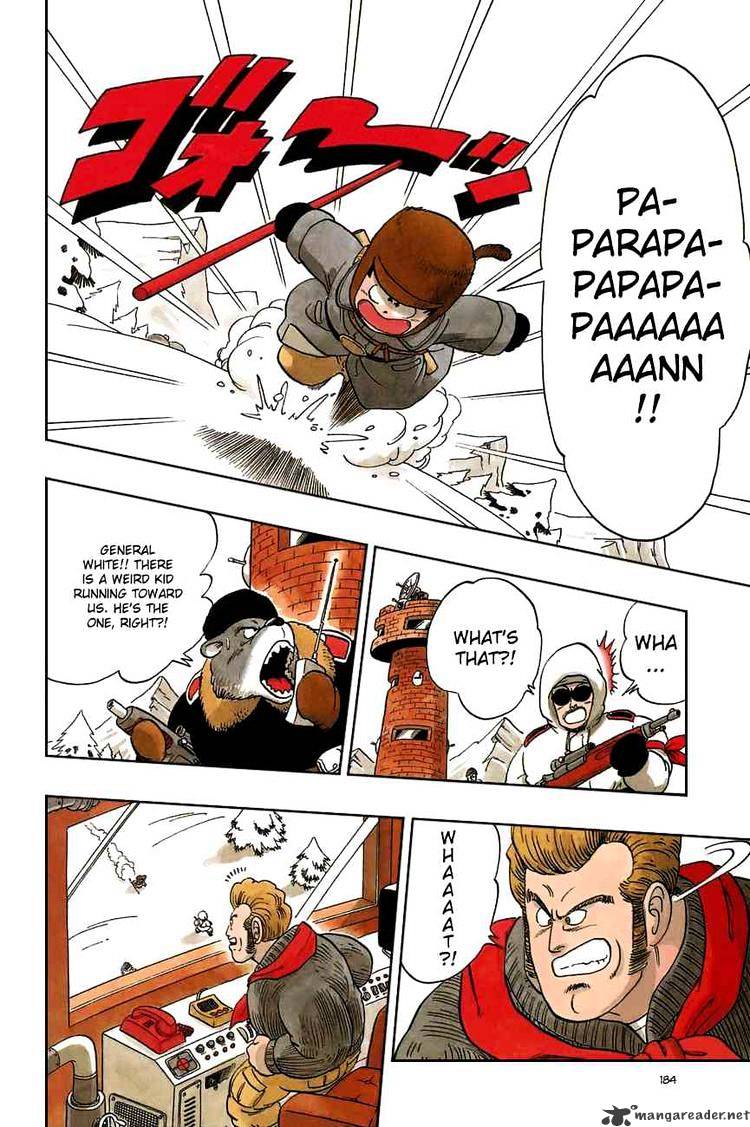 PA-
PARAPA-
PAPAPA-
PAAAAAA
AAANN
!!
ゴォ～ッ
WHA
...
WHAT'S
THAT?!
GENERAL
WHITE!! THERE
IS A WEIRD KID
RUNNING TOWARD
US. HE'S THE
ONE, RIGHT?!
WHAAAAT?!
184
mangareader.net